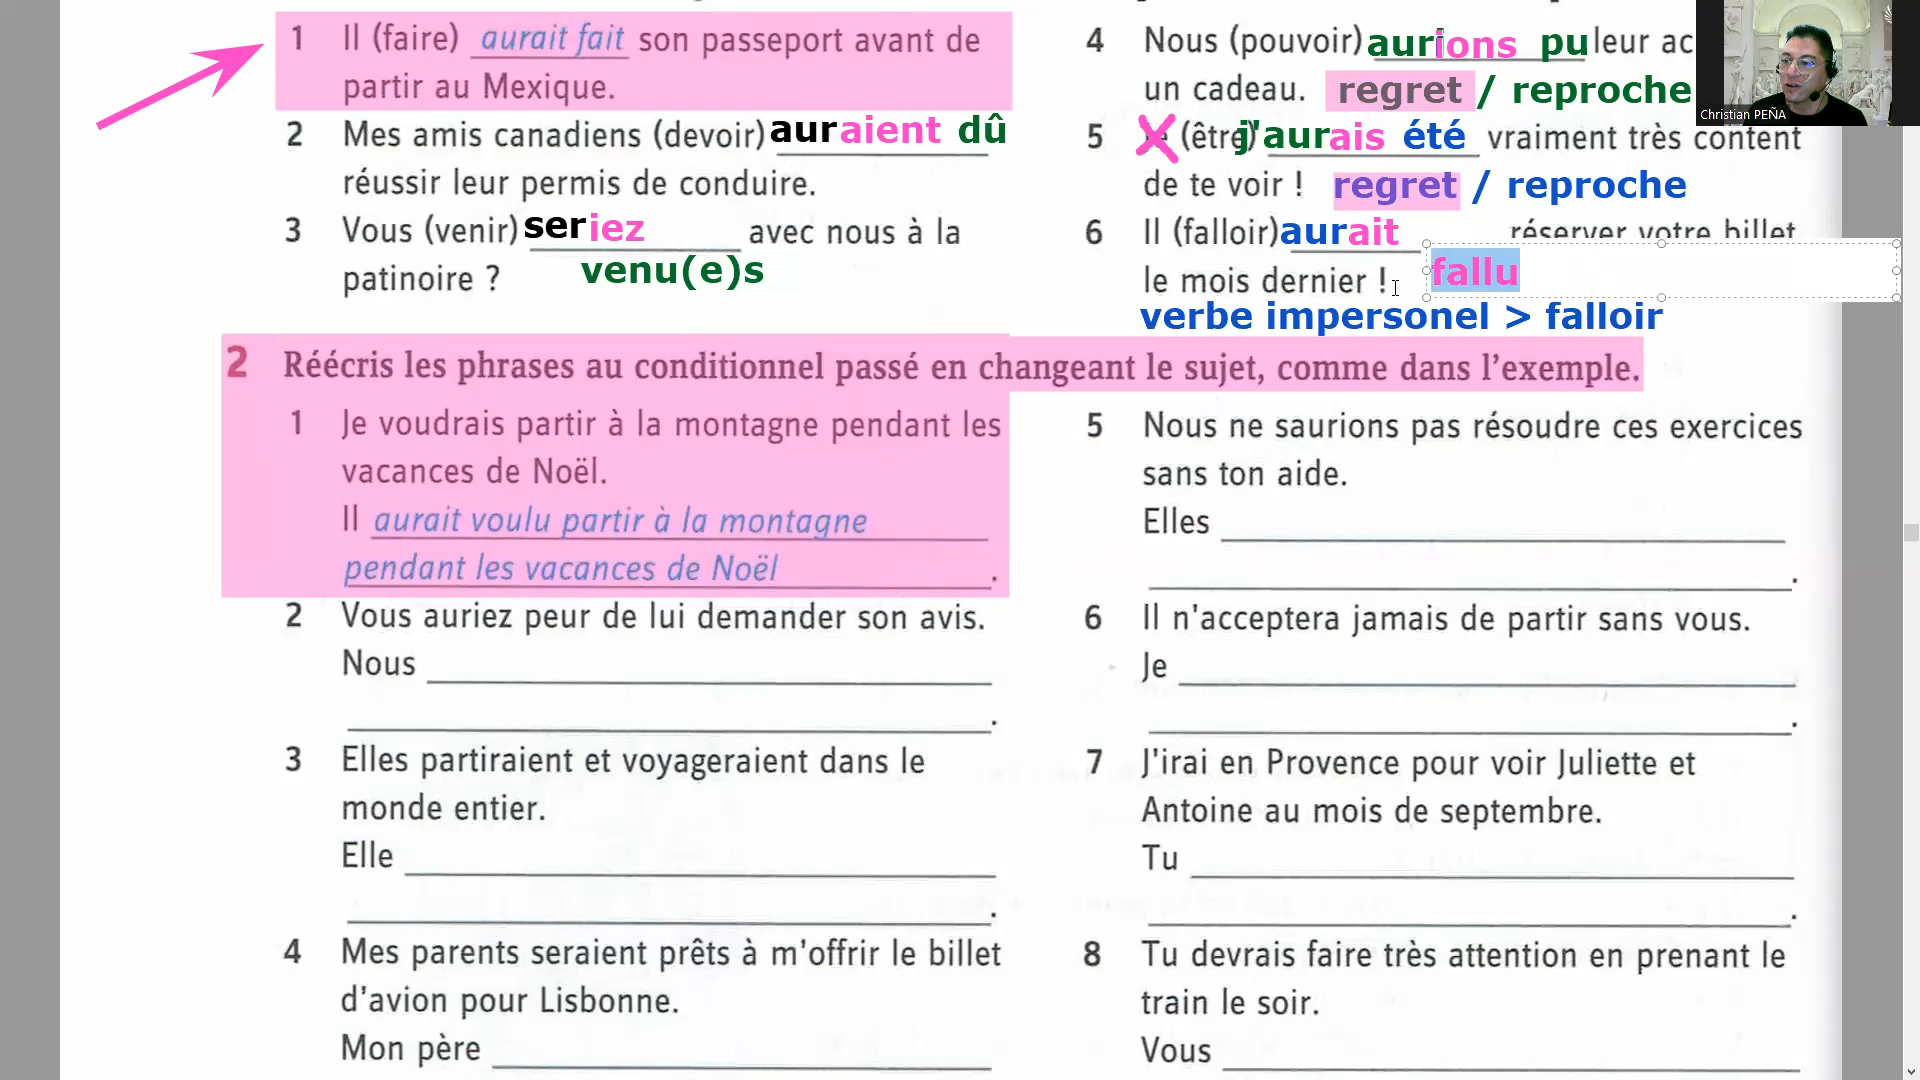 1 Il (faire) aurait fait son passeport avant de
partir au Mexique.
2 Mes amis canadiens (devoir) auraient dû
réussir leur permis de conduire.
3 Vous (venir) seriez avec nous à la
patinoire ? venu(e)s
4 Nous (pouvoir) aurions pu leur ac
un cadeau. regret / reproche
5 (être) j'aurais été vraiment très content
de te voir ! regret / reproche
6 Il (falloir) aurait réserver votre billet
le mois dernier ! fallu
verbe impersonel > falloir
Christian PEÑA
2 Réécris les phrases au conditionnel passé en changeant le sujet, comme dans l'exemple.
1 Je voudrais partir à la montagne pendant les
vacances de Noël.
Il aurait voulu partir à la montagne
pendant les vacances de Noël.
2 Vous auriez peur de lui demander son avis.
Nous
.
3 Elles partiraient et voyageraient dans le
monde entier.
Elle
.
4 Mes parents seraient prêts à m'offrir le billet
d'avion pour Lisbonne.
Mon père
5 Nous ne saurions pas résoudre ces exercices
sans ton aide.
Elles
.
6 Il n'acceptera jamais de partir sans vous.
Je
.
7 J'irai en Provence pour voir Juliette et
Antoine au mois de septembre.
Tu
.
8 Tu devrais faire très attention en prenant le
train le soir.
Vous